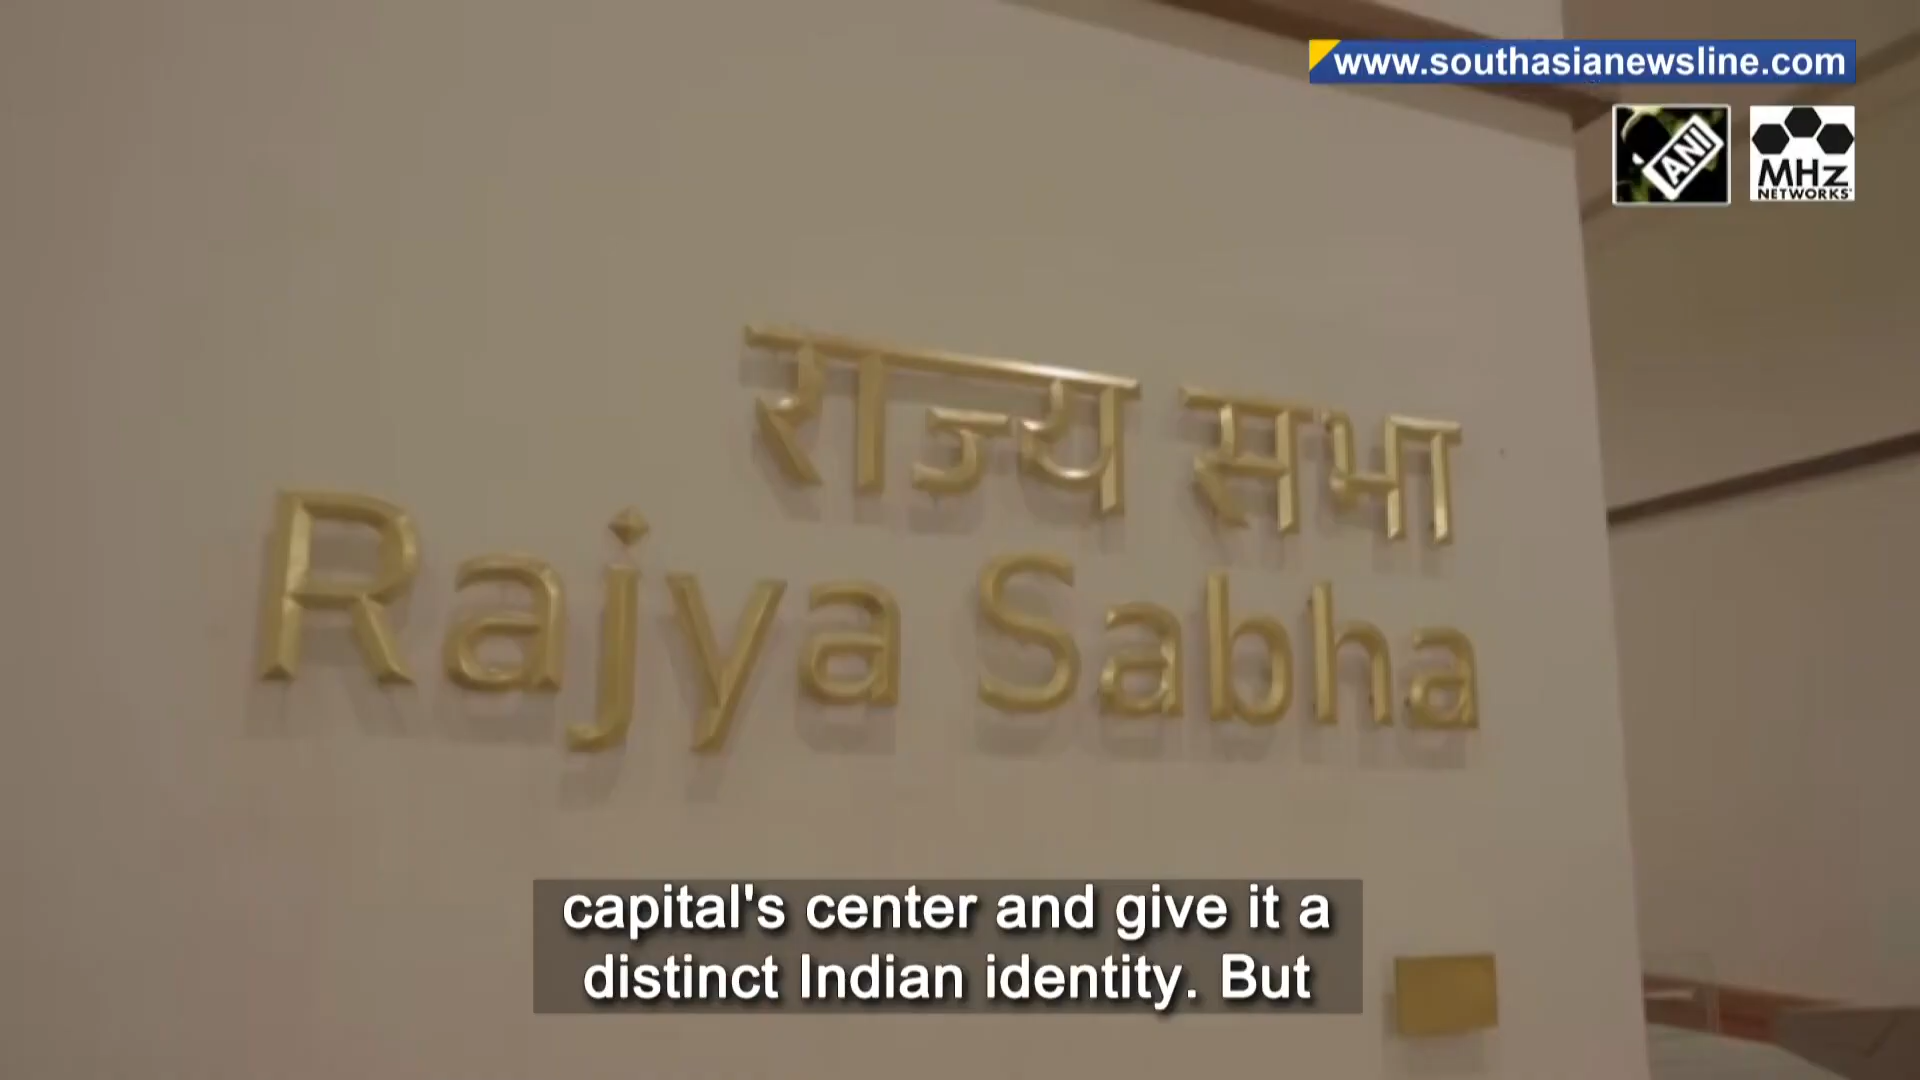 www.southasianewsline.com
ANI
MHz
NETWORKS
राज्य सभा
Rajya Sabha
capital's center and give it a
distinct Indian identity. But